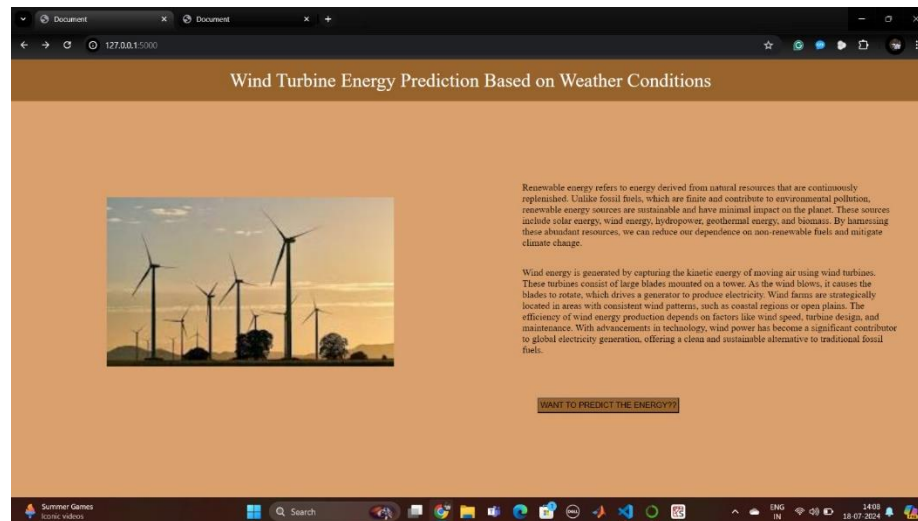 Document
Document
127.0.0.1:5000
Wind Turbine Energy Prediction Based on Weather Conditions
Renewable energy refers to energy derived from natural resources that are continuously
replenished. Unlike fossil fuels, which are finite and contribute to environmental pollution,
renewable energy sources are sustainable and have minimal impact on the planet. These sources
include solar energy, wind energy, hydropower, geothermal energy, and biomass. By harnessing
these abundant resources, we can reduce our dependence on non-renewable fuels and mitigate
climate change.
Wind energy is generated by capturing the kinetic energy of moving air using wind turbines.
These turbines consist of large blades mounted on a tower. As the wind blows, it causes the
blades to rotate, which drives a generator to produce electricity. Wind farms are strategically
located in areas with consistent wind patterns, such as coastal regions or open plains. The
efficiency of wind energy production depends on factors like wind speed, turbine design, and
maintenance. With advancements in technology, wind power has become a significant contributor
to global electricity generation, offering a clean and sustainable alternative to traditional fossil
fuels.
WANT TO PREDICT THE ENERGY??
Summer Games
Iconic videos
Search
ENG
IN
14:08
18-07-2024